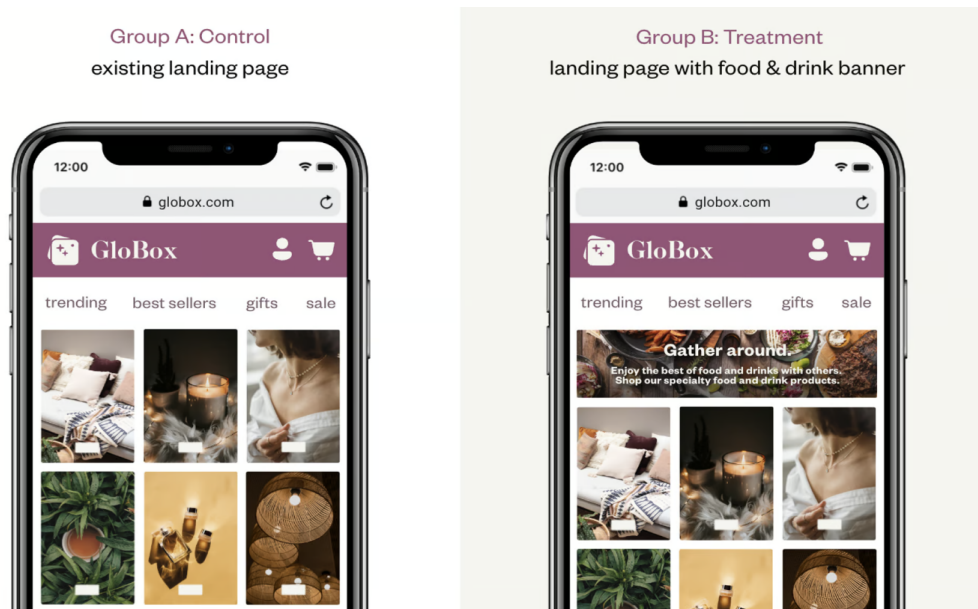 Group A: Control
existing landing page
12:00
globox.com
GloBox
trending best sellers gifts sale
Group B: Treatment
landing page with food & drink banner
12:00
globox.com
GloBox
trending best sellers gifts sale
Gather around.
Enjoy the best of food and drinks with others.
Shop our specialty food and drink products.